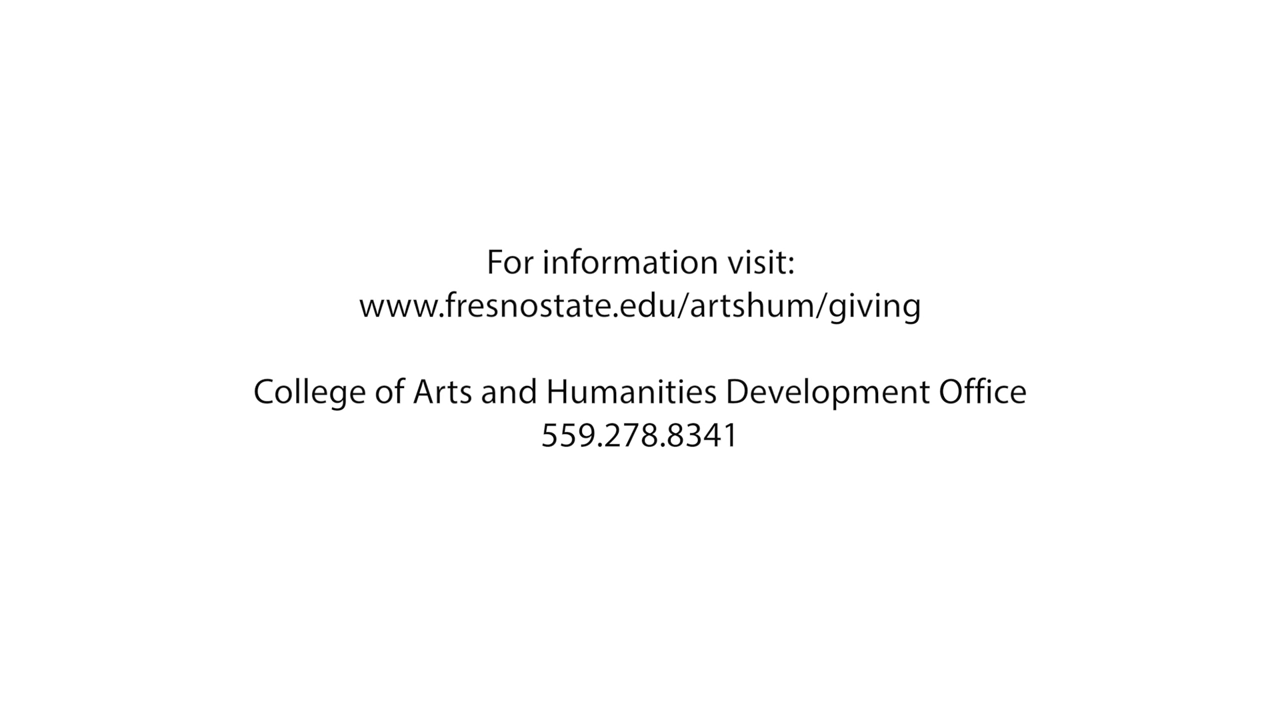 For information visit:
www.fresnostate.edu/artshum/giving
College of Arts and Humanities Development Office
559.278.8341